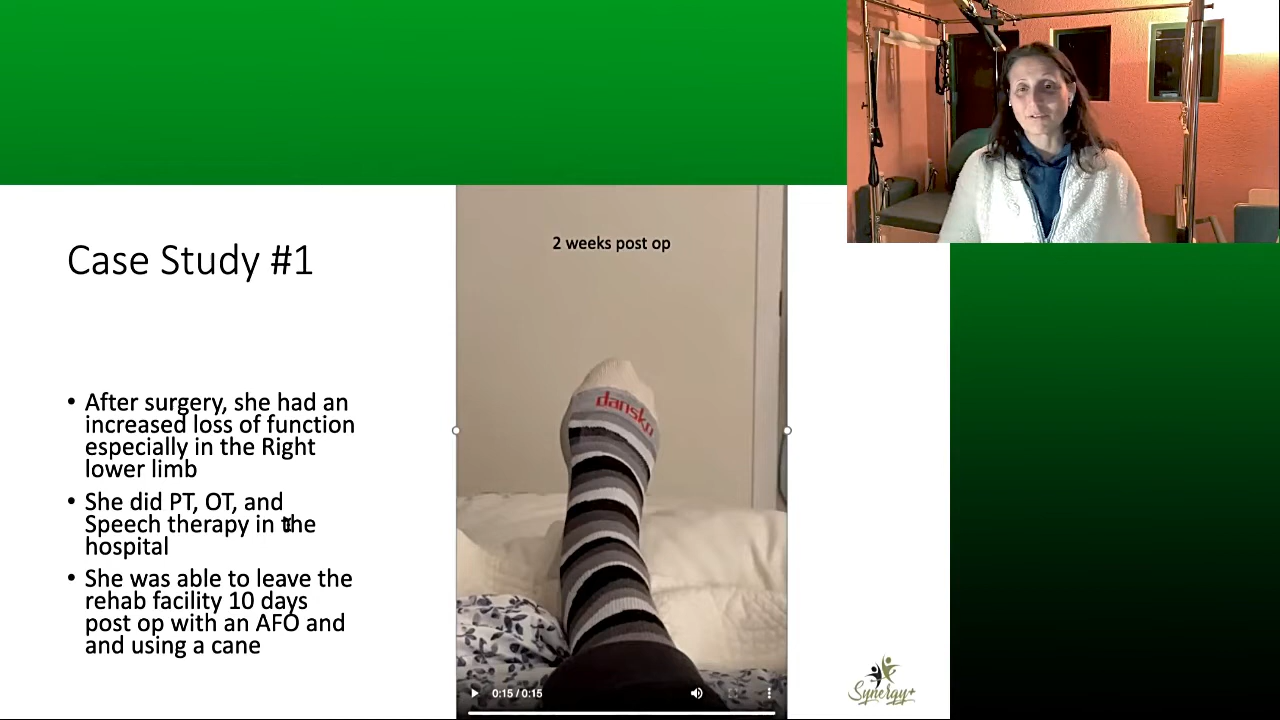 2 weeks post op
Case Study #1
dansko
• After surgery, she had an
increased loss of function
especially in the Right
lower limb
• She did PT, OT, and
Speech therapy in the
hospital
• She was able to leave the
rehab facility 10 days
post op with an AFO and
and using a cane
0:15 / 0:15
Synergy+